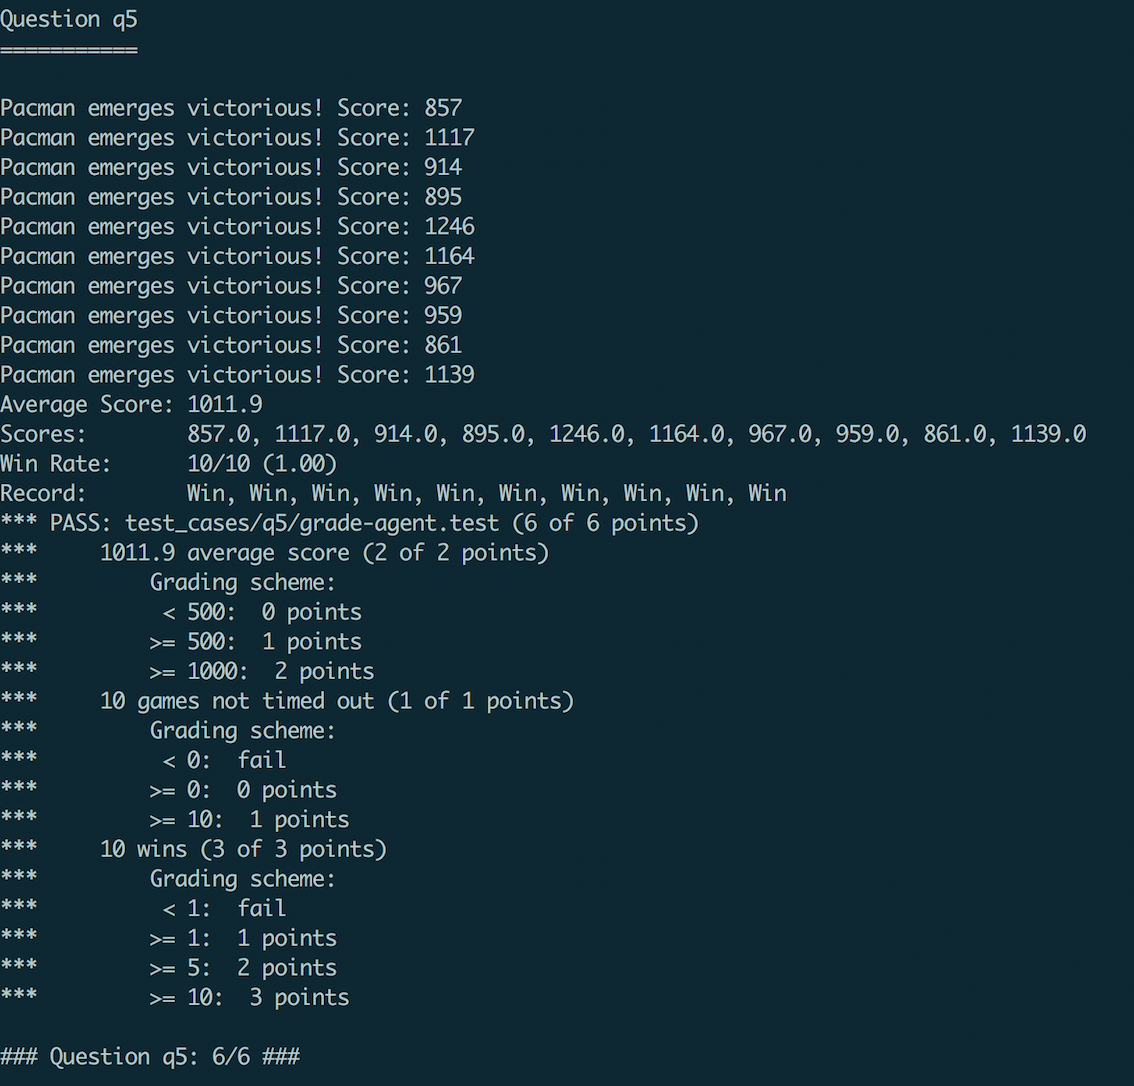 Question q5
===========
Pacman emerges victorious! Score: 857
Pacman emerges victorious! Score: 1117
Pacman emerges victorious! Score: 914
Pacman emerges victorious! Score: 895
Pacman emerges victorious! Score: 1246
Pacman emerges victorious! Score: 1164
Pacman emerges victorious! Score: 967
Pacman emerges victorious! Score: 959
Pacman emerges victorious! Score: 861
Pacman emerges victorious! Score: 1139
Average Score: 1011.9
Scores:        857.0, 1117.0, 914.0, 895.0, 1246.0, 1164.0, 967.0, 959.0, 861.0, 1139.0
Win Rate:      10/10 (1.00)
Record:        Win, Win, Win, Win, Win, Win, Win, Win, Win, Win
*** PASS: test_cases/q5/grade-agent.test (6 of 6 points)
***     1011.9 average score (2 of 2 points)
***         Grading scheme:
***          < 500:  0 points
***         >= 500:  1 points
***         >= 1000:  2 points
***     10 games not timed out (1 of 1 points)
***         Grading scheme:
***          < 0:  fail
***         >= 0:  0 points
***         >= 10:  1 points
***     10 wins (3 of 3 points)
***         Grading scheme:
***          < 1:  fail
***         >= 1:  1 points
***         >= 5:  2 points
***         >= 10:  3 points
### Question q5: 6/6 ###